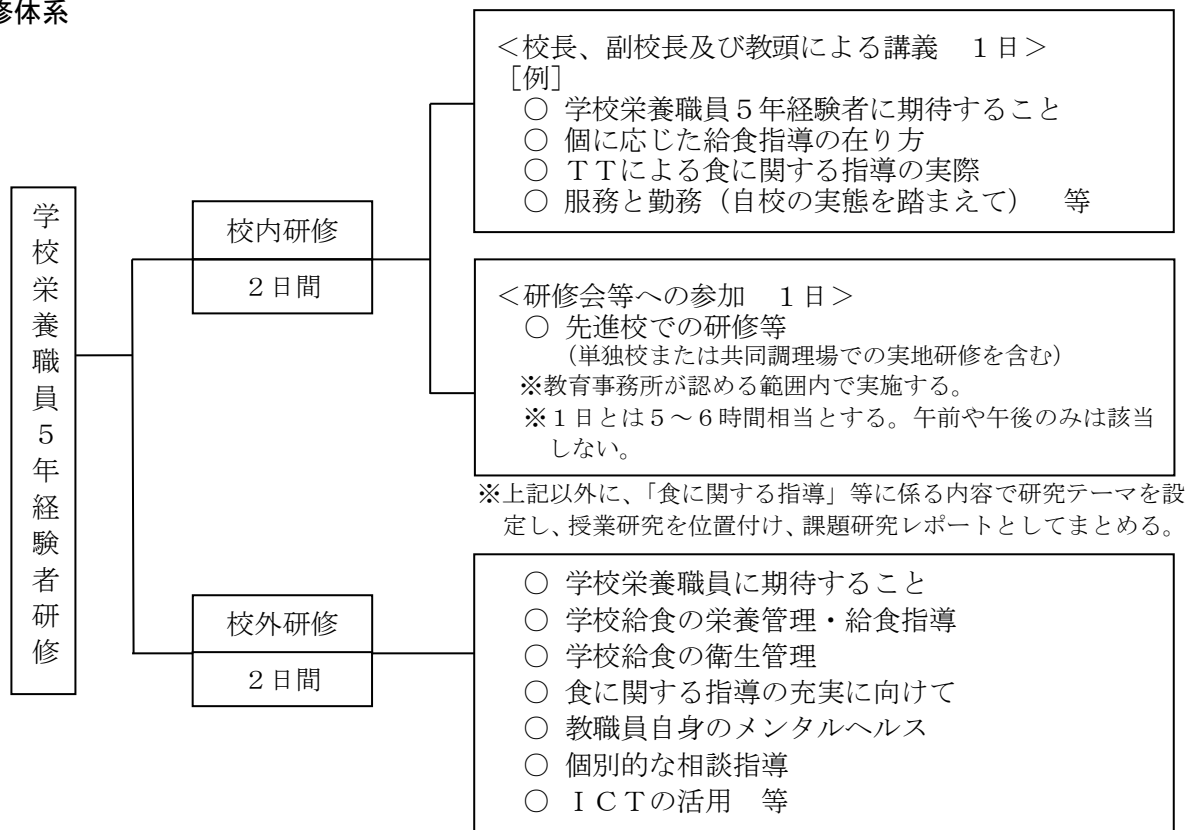 修体系
学校栄養職員５年経験者研修
校内研修
２日間
＜校長、副校長及び教頭による講義　１日＞
［例］
○ 学校栄養職員５年経験者に期待すること
○ 個に応じた給食指導の在り方
○ ＴＴによる食に関する指導の実際
○ 服務と勤務（自校の実態を踏まえて）　等
＜研修会等への参加　１日＞
○ 先進校での研修等
（単独校または共同調理場での実地研修を含む）
※教育事務所が認める範囲内で実施する。
※１日とは５～６時間相当とする。午前や午後のみは該当
しない。
※上記以外に、「食に関する指導」等に係る内容で研究テーマを設
定し、授業研究を位置付け、課題研究レポートとしてまとめる。
校外研修
２日間
○ 学校栄養職員に期待すること
○ 学校給食の栄養管理・給食指導
○ 学校給食の衛生管理
○ 食に関する指導の充実に向けて
○ 教職員自身のメンタルヘルス
○ 個別的な相談指導
○ ＩＣＴの活用　等